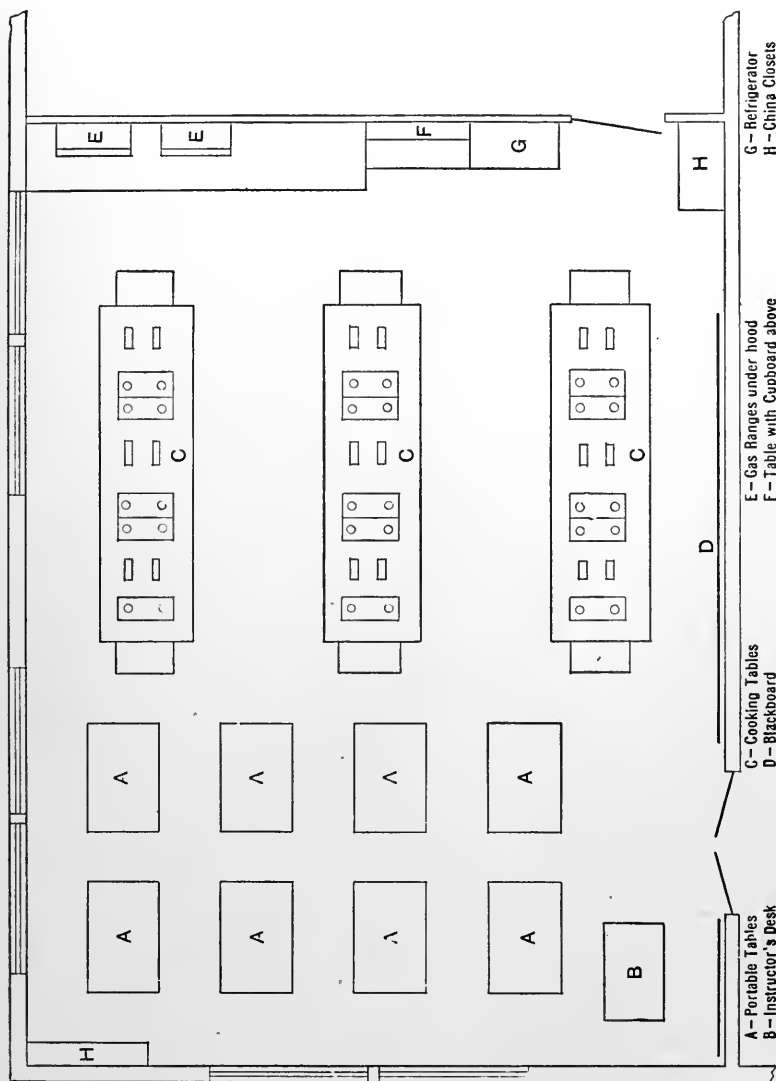 H
E
A A
C
E
A A
A A
C
F
G
A A
B C
H
D
A – Portable Tables C – Cooking Tables E – Gas Ranges under hood G – Refrigerator
B – Instructor's Desk D – Blackboard F – Table with Cupboard above H – China Closets